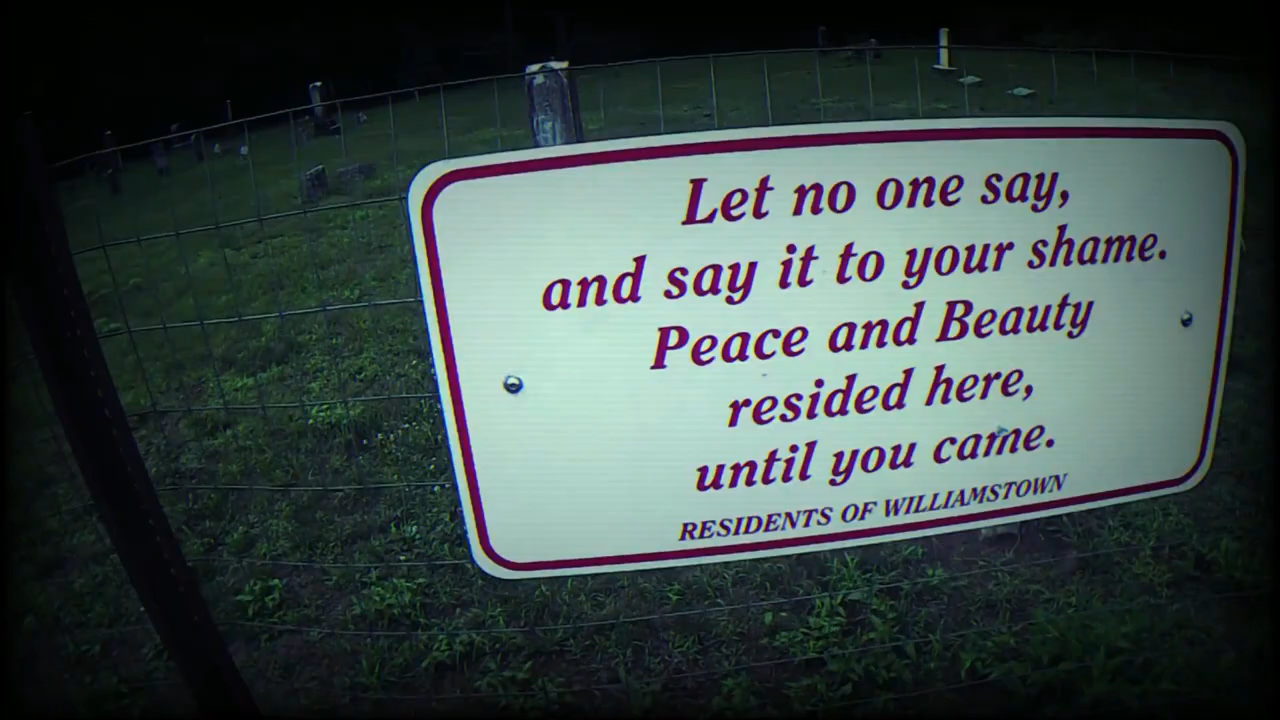 Let no one say,
and say it to your shame.
Peace and Beauty
resided here,
until you came.
RESIDENTS OF WILLIAMSTOWN